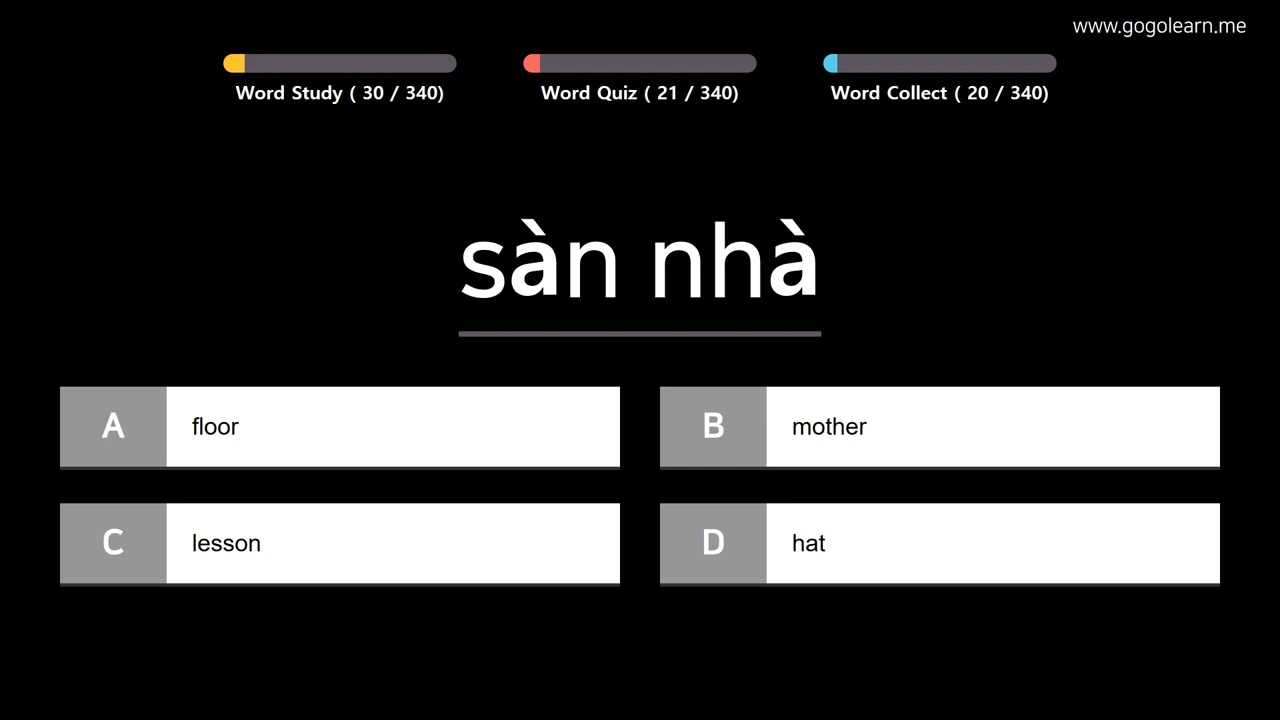 www.gogolearn.me
Word Study ( 30 / 340)
Word Quiz ( 21 / 340)
Word Collect ( 20 / 340)
sàn nhà
A floor
B mother
C lesson
D hat